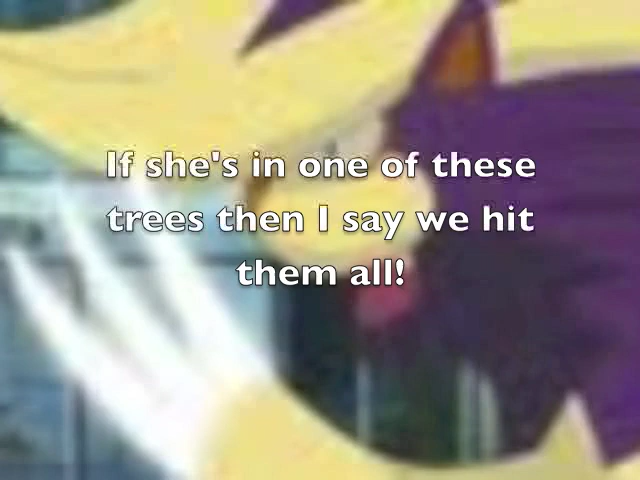 If she's in one of these
trees then I say we hit
them all!